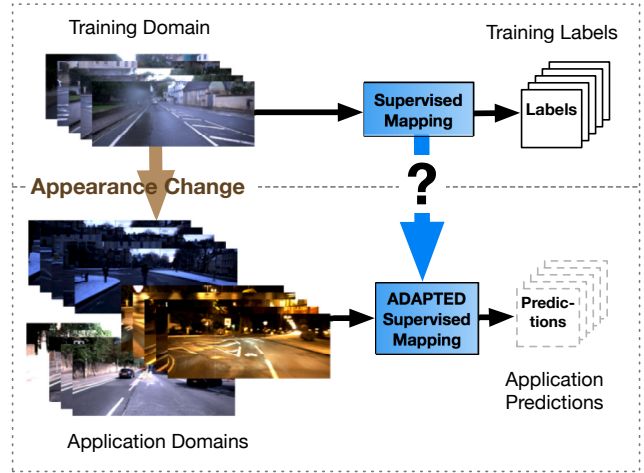 Training Domain
Training Labels
Supervised
Mapping
Labels
Appearance Change
?
ADAPTED
Supervised
Mapping
Predic-
tions
Application Domains
Application
Predictions